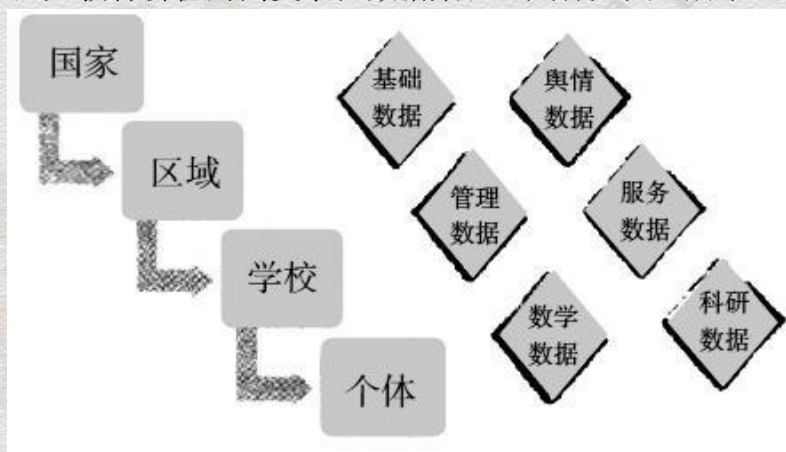 国家
区域
学校
个体
基础
数据
舆情
数据
管理
数据
服务
数据
数学
数据
科研
数据